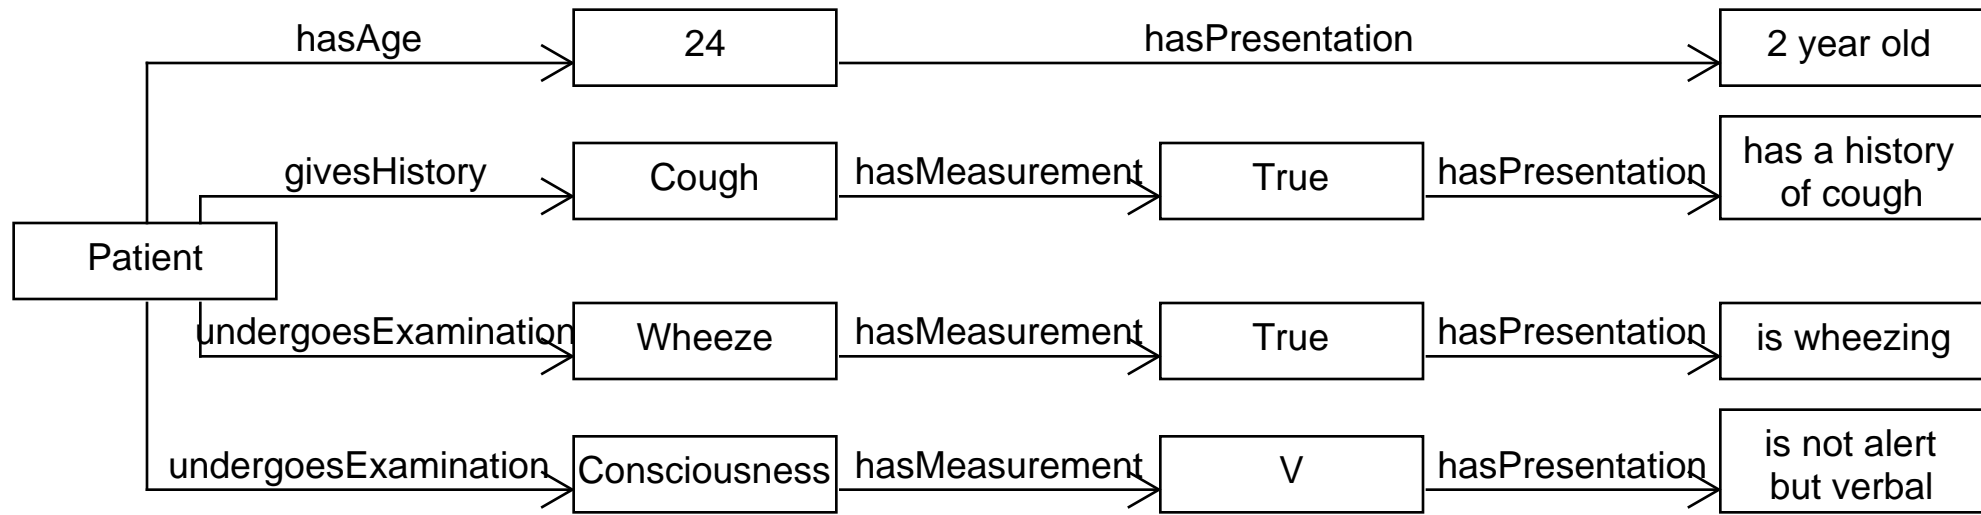 hasAge
24
hasPresentation
2 year old
givesHistory
Cough
hasMeasurement
True
hasPresentation
has a history
of cough
Patient
undergoesExamination
Wheeze
hasMeasurement
True
hasPresentation
is wheezing
undergoesExamination
Consciousness
hasMeasurement
V
hasPresentation
is not alert
but verbal